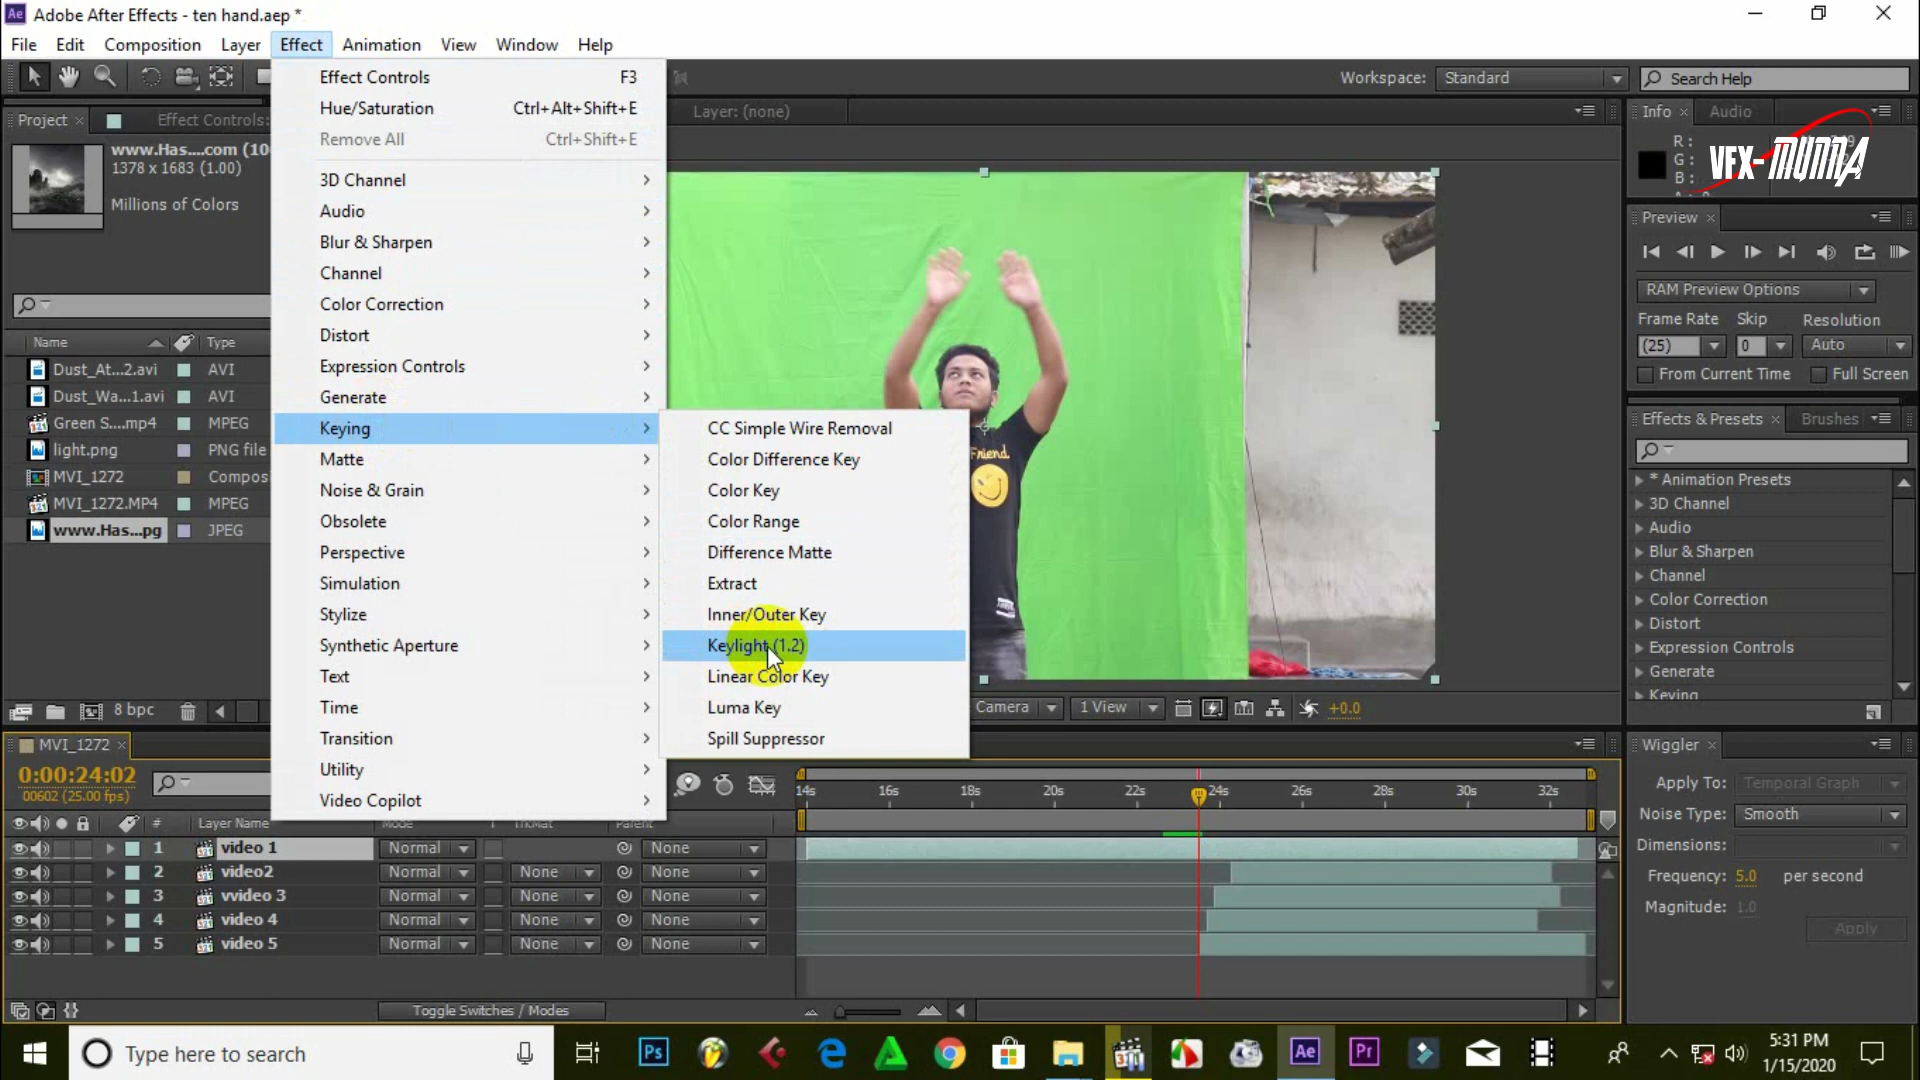 Adobe After Effects - ten hand.aep *
File Edit Composition Layer Effect Animation View Window Help
Workspace: Standard Search Help
Project Effect Controls: Layer: (none) Info Audio
www.Has....com (10
1378 x 1683 (1.00)
Millions of Colors
R :
G :
B :
VFX-MUMA
Effect Controls F3
Hue/Saturation Ctrl+Alt+Shift+E
Remove All Ctrl+Shift+E
3D Channel
Audio
Blur & Sharpen
Channel
Color Correction
Distort
Expression Controls
Generate
Keying
Matte
Noise & Grain
Obsolete
Perspective
Simulation
Stylize
Synthetic Aperture
Text
Time
Transition
Utility
Video Copilot
CC Simple Wire Removal
Color Difference Key
Color Key
Color Range
Difference Matte
Extract
Inner/Outer Key
Keylight (1.2)
Linear Color Key
Luma Key
Spill Suppressor
Friend
Preview
RAM Preview Options
Frame Rate Skip Resolution
(25) 0 Auto
From Current Time Full Screen
Effects & Presets Brushes
* Animation Presets
3D Channel
Audio
Blur & Sharpen
Channel
Color Correction
Distort
Expression Controls
Generate
Keying
Name Type
Dust_At...2.avi AVI
Dust_Wa...1.avi AVI
Green S....mp4 MPEG
light.png PNG file
MVI_1272 Compos
MVI_1272.MP4 MPEG
www.Has...pg JPEG
8 bpc
Camera 1 View +0.0
MVI_1272
0:00:24:02
00602 (25.00 fps)
14s 16s 18s 20s 22s 24s 26s 28s 30s 32s
# Layer Name Mode T TrkMat Parent
1 video 1 Normal None
2 video2 Normal None None
3 vvideo 3 Normal None None
4 video 4 Normal None None
5 video 5 Normal None None
Toggle Switches / Modes
Wiggler
Apply To: Temporal Graph
Noise Type: Smooth
Dimensions:
Frequency: 5.0 per second
Magnitude: 1.0
Apply
Type here to search
Ps
Ae
Pr
5:31 PM
1/15/2020